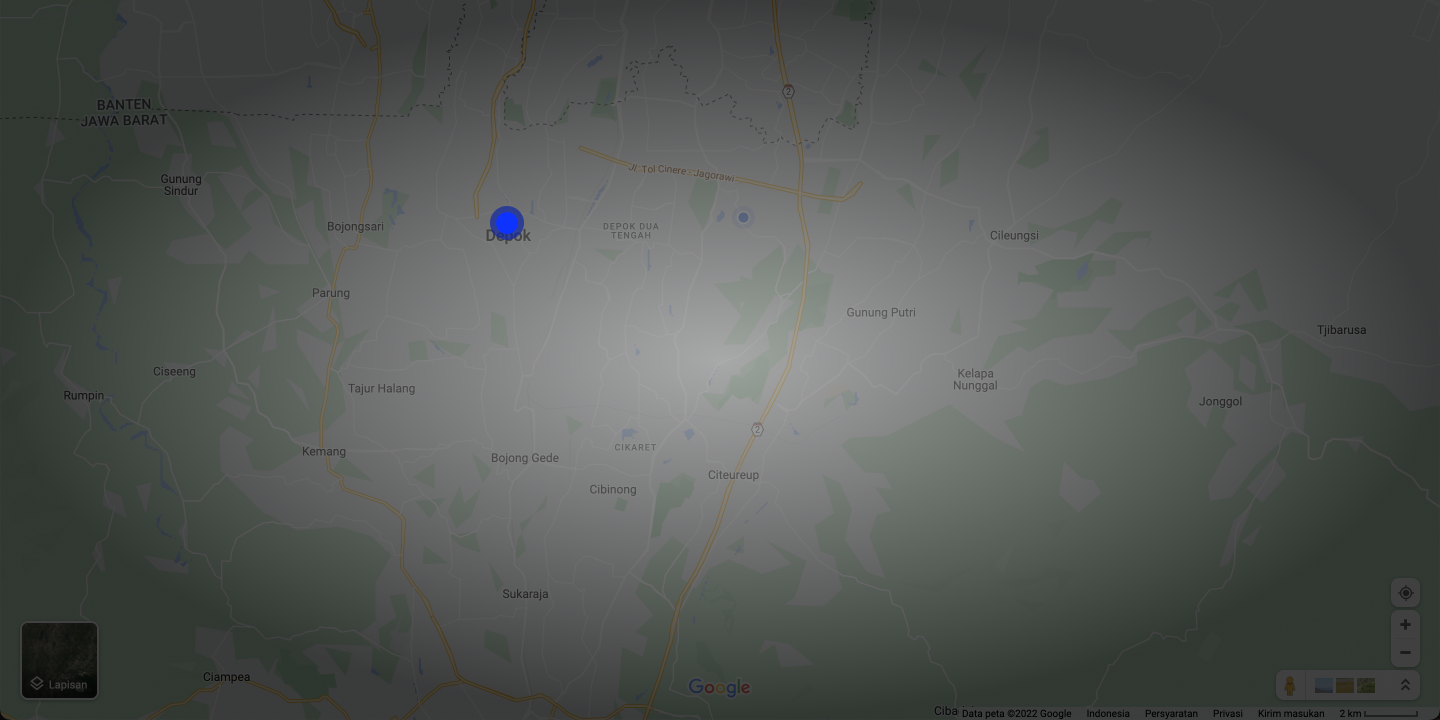 BANTEN
JAWA BARAT
2
Jl. Tol Cinere - Jagorawi
Gunung
Sindur
Bojongsari
Depok
DEPOK DUA
TENGAH
Cileungsi
Parung
Gunung Putri
Tjibarusa
Ciseeng
Tajur Halang
Kelapa
Nunggal
Rumpin
Jonggol
2
CIKARET
Kemang
Bojong Gede
Citeureup
Cibinong
Sukaraja
Ciampea
Lapisan
Google
Ciba
Data peta ©2022 Google Indonesia Persyaratan Privasi Kirim masukan 2 km